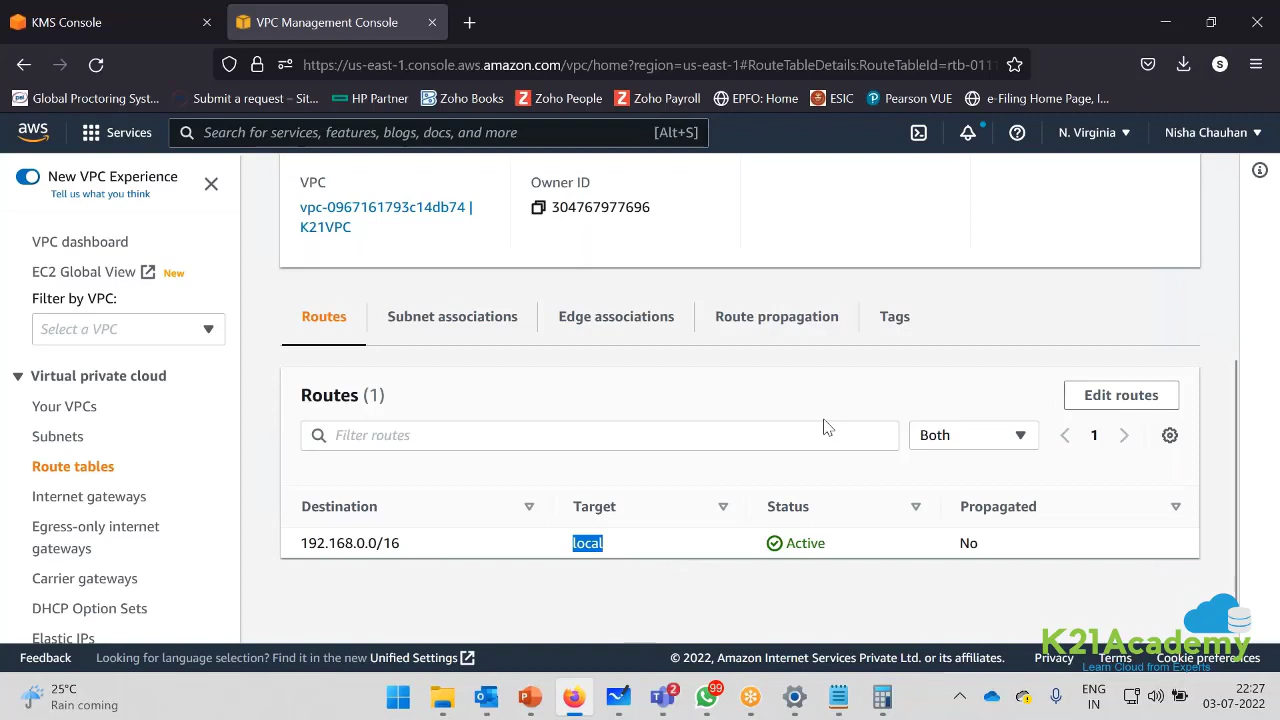 KMS Console
VPC Management Console
https://us-east-1.console.aws.amazon.com/vpc/home?region=us-east-1#RouteTableDetails:RouteTableId=rtb-0111
Global Proctoring Sy... Submit a request – Sti... HP Partner Zoho Books Zoho People Zoho Payroll EPFO: Home ESIC Pearson VUE e-Filing Home Page, I...
aws Services Search for services, features, blogs, docs, and more [Alt+S] N. Virginia Nisha Chauhan
New VPC Experience
Tell us what you think
VPC dashboard
EC2 Global View New
Filter by VPC:
Select a VPC
Virtual private cloud
Your VPCs
Subnets
Route tables
Internet gateways
Egress-only internet
gateways
Carrier gateways
DHCP Option Sets
Elastic IPs
VPC
vpc-0967161793c14db74 |
K21VPC
Owner ID
304767977696
Routes Subnet associations Edge associations Route propagation Tags
Routes (1)
Edit routes
Filter routes
Both
1
Destination Target Status Propagated
192.168.0.0/16 local Active No
K21Academy
Learn Cloud from Experts
Feedback Looking for language selection? Find it in the new Unified Settings © 2022, Amazon Internet Services Private Ltd. or its affiliates. Privacy Terms Cookie preferences
25°C
Rain coming
2
99
ENG
IN
22:27
03-07-2022